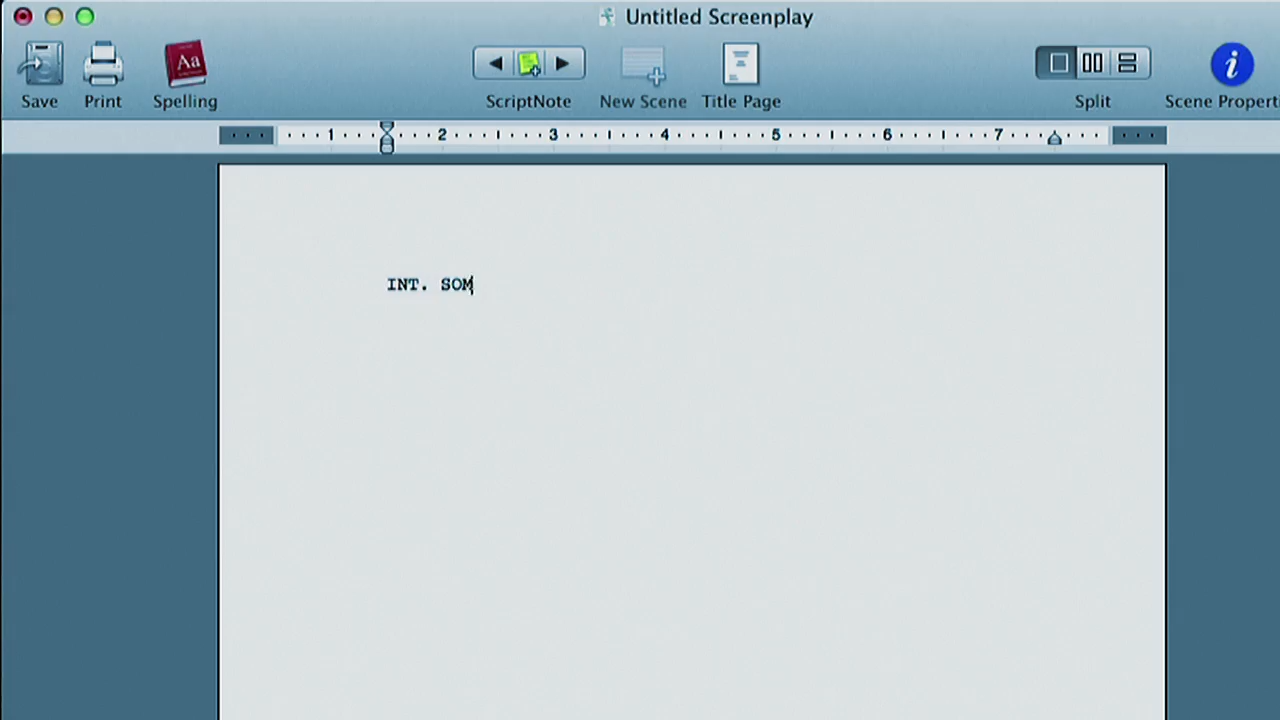 Untitled Screenplay
Save
Print
Aa
Spelling
ScriptNote
New Scene
Title Page
Split
i
Scene Propert
1 2 3 4 5 6 7
INT. SOM